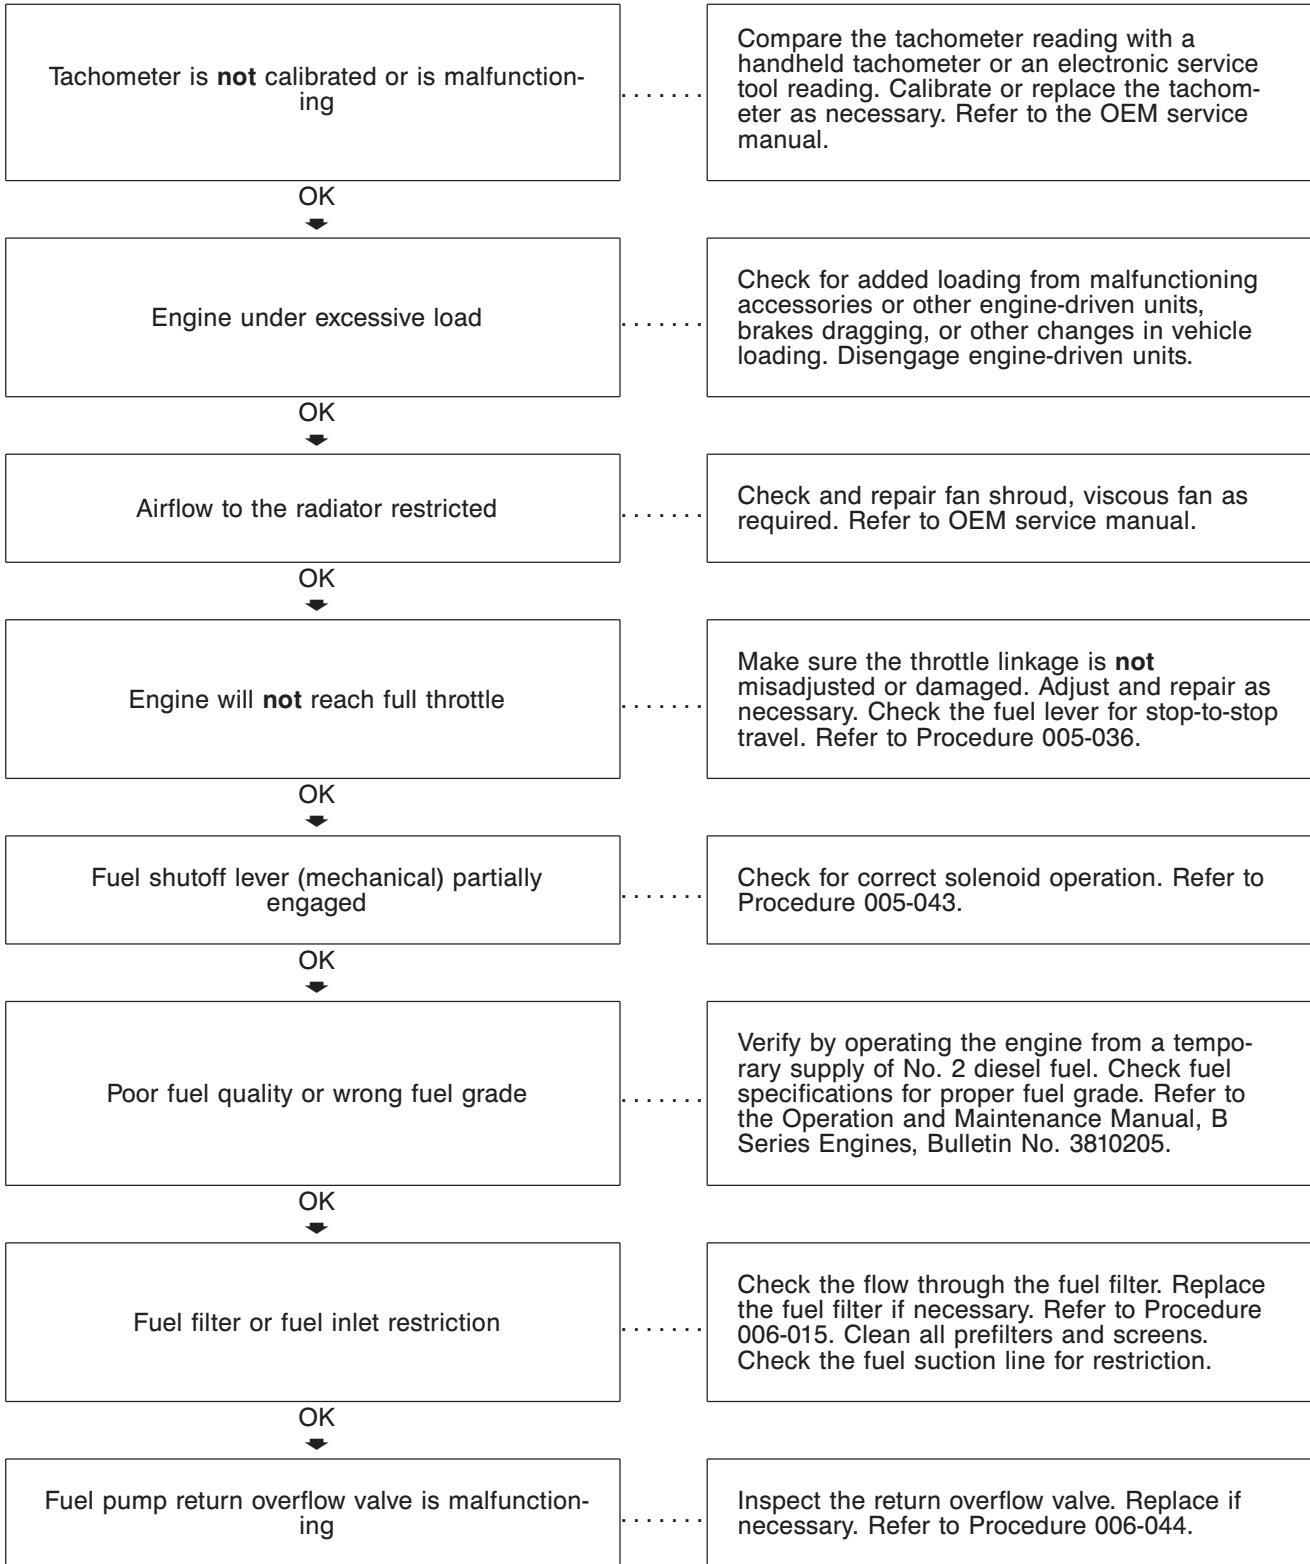 Tachometer is not calibrated or is malfunction-
ing
.......
Compare the tachometer reading with a
handheld tachometer or an electronic service
tool reading. Calibrate or replace the tachom-
eter as necessary. Refer to the OEM service
manual.
OK
Engine under excessive load
.......
Check for added loading from malfunctioning
accessories or other engine-driven units,
brakes dragging, or other changes in vehicle
loading. Disengage engine-driven units.
OK
Airflow to the radiator restricted
.......
Check and repair fan shroud, viscous fan as
required. Refer to OEM service manual.
OK
Engine will not reach full throttle
.......
Make sure the throttle linkage is not
misadjusted or damaged. Adjust and repair as
necessary. Check the fuel lever for stop-to-stop
travel. Refer to Procedure 005-036.
OK
Fuel shutoff lever (mechanical) partially
engaged
.......
Check for correct solenoid operation. Refer to
Procedure 005-043.
OK
Poor fuel quality or wrong fuel grade
.......
Verify by operating the engine from a tempo-
rary supply of No. 2 diesel fuel. Check fuel
specifications for proper fuel grade. Refer to
the Operation and Maintenance Manual, B
Series Engines, Bulletin No. 3810205.
OK
Fuel filter or fuel inlet restriction
.......
Check the flow through the fuel filter. Replace
the fuel filter if necessary. Refer to Procedure
006-015. Clean all prefilters and screens.
Check the fuel suction line for restriction.
OK
Fuel pump return overflow valve is malfunction-
ing
.......
Inspect the return overflow valve. Replace if
necessary. Refer to Procedure 006-044.